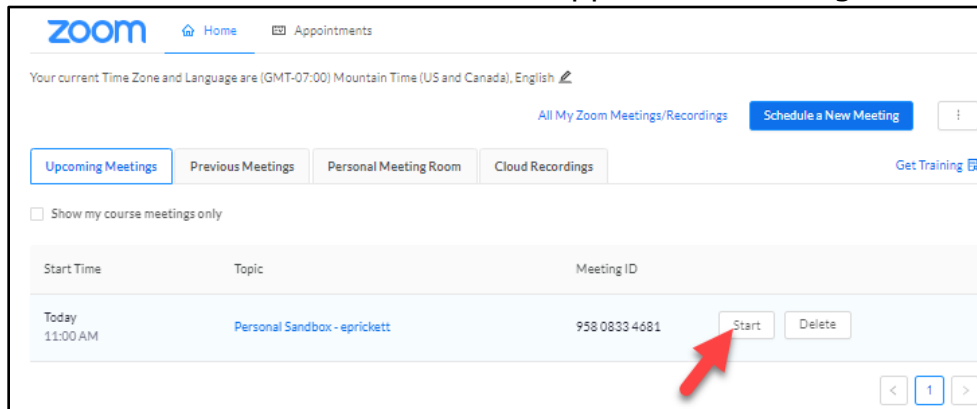 zoom Home Appointments
Your current Time Zone and Language are (GMT-07:00) Mountain Time (US and Canada), English
All My Zoom Meetings/Recordings Schedule a New Meeting
Upcoming Meetings Previous Meetings Personal Meeting Room Cloud Recordings Get Training
Show my course meetings only
Start Time Topic Meeting ID
Today
11:00 AM Personal Sandbox - eprickett 958 0833 4681 Start Delete
< 1 >